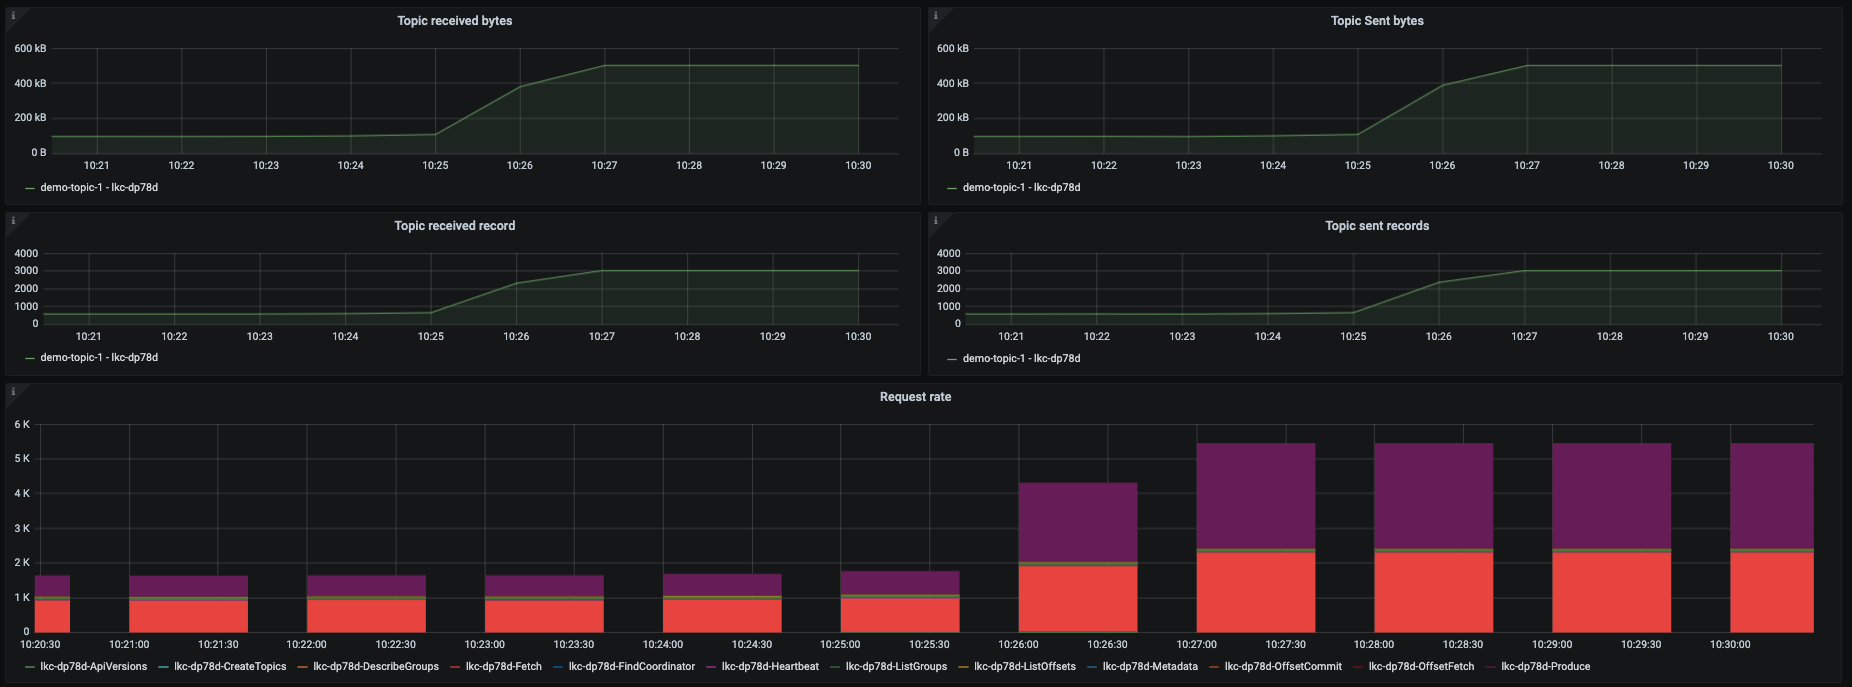 Topic received bytes
600 kB
400 kB
200 kB
0 B
10:21 10:22 10:23 10:24 10:25 10:26 10:27 10:28 10:29 10:30
demo-topic-1 - lkc-dp78d
Topic Sent bytes
600 kB
400 kB
200 kB
0 B
10:21 10:22 10:23 10:24 10:25 10:26 10:27 10:28 10:29 10:30
demo-topic-1 - lkc-dp78d
Topic received record
4000
3000
2000
1000
0
10:21 10:22 10:23 10:24 10:25 10:26 10:27 10:28 10:29 10:30
demo-topic-1 - lkc-dp78d
Topic sent records
4000
3000
2000
1000
0
10:21 10:22 10:23 10:24 10:25 10:26 10:27 10:28 10:29 10:30
demo-topic-1 - lkc-dp78d
Request rate
6 K
5 K
4 K
3 K
2 K
1 K
0
10:20:30 10:21:00 10:21:30 10:22:00 10:22:30 10:23:00 10:23:30 10:24:00 10:24:30 10:25:00 10:25:30 10:26:00 10:26:30 10:27:00 10:27:30 10:28:00 10:28:30 10:29:00 10:29:30 10:30:00
lkc-dp78d-ApiVersions lkc-dp78d-CreateTopics lkc-dp78d-DescribeGroups lkc-dp78d-Fetch lkc-dp78d-FindCoordinator lkc-dp78d-Heartbeat lkc-dp78d-ListGroups lkc-dp78d-ListOffsets lkc-dp78d-Metadata lkc-dp78d-OffsetCommit lkc-dp78d-OffsetFetch lkc-dp78d-Produce